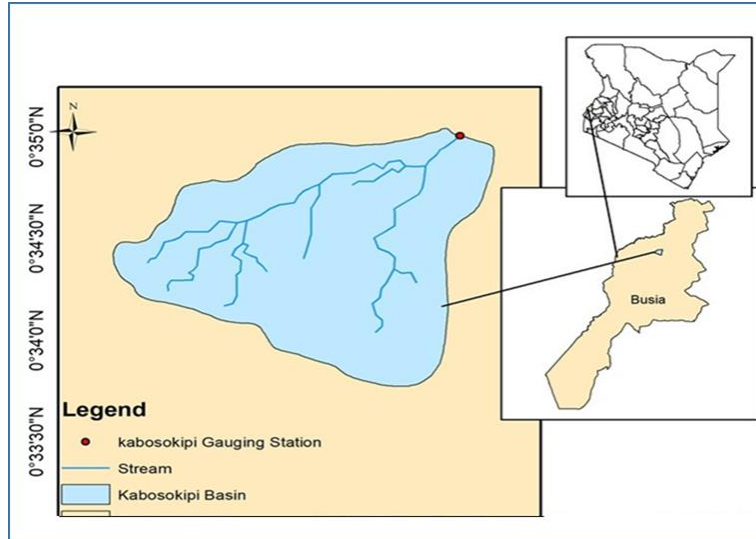 N
0°35'0"N
0°34'30"N
0°34'0"N
0°33'30"N
Busia
Legend
kabosokipi Gauging Station
Stream
Kabosokipi Basin